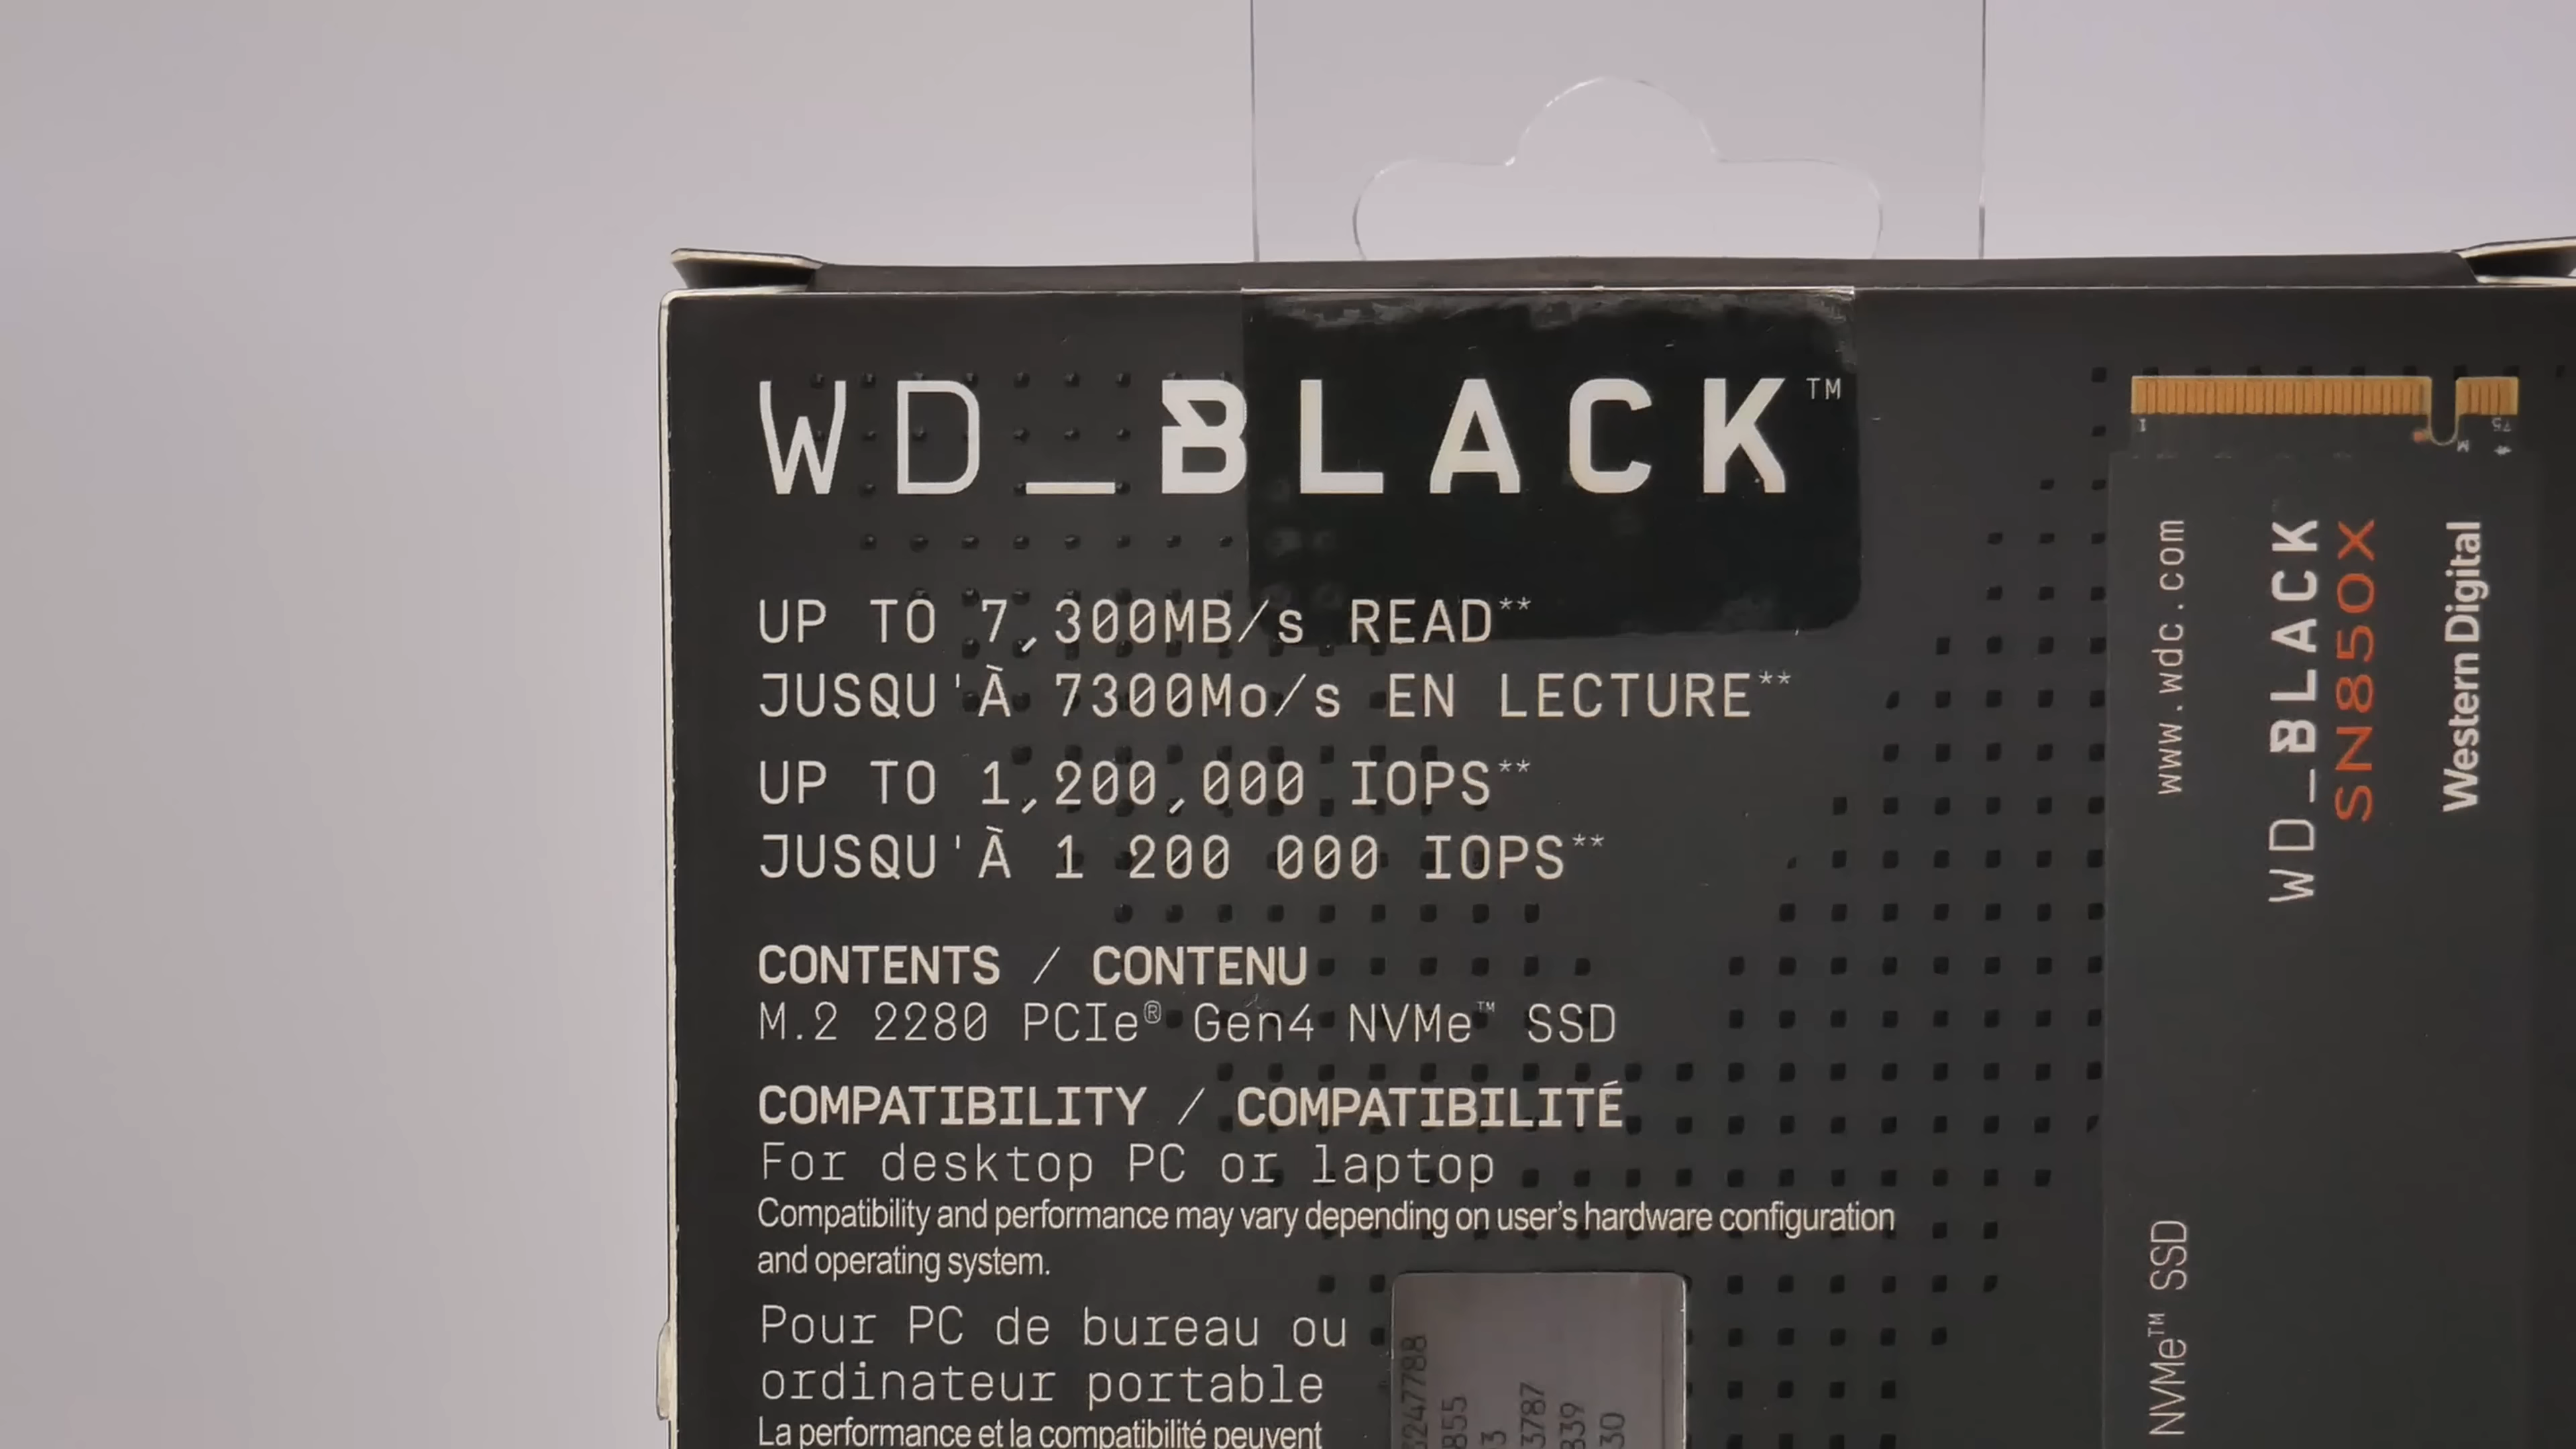 WD_BLACK™
UP TO 7,300MB/s READ**
JUSQU'À 7300Mo/s EN LECTURE**
UP TO 1,200,000 IOPS**
JUSQU'À 1 200 000 IOPS**
CONTENTS / CONTENU
M.2 2280 PCIe® Gen4 NVMe™ SSD
COMPATIBILITY / COMPATIBILITÉ
For desktop PC or laptop
Compatibility and performance may vary depending on user's hardware configuration
and operating system.
Pour PC de bureau ou
ordinateur portable
La performance et la compatibilité peuvent
www.wdc.com
WD_BLACK
SN850X
Western Digital
NVMe™ SSD
1
75
M